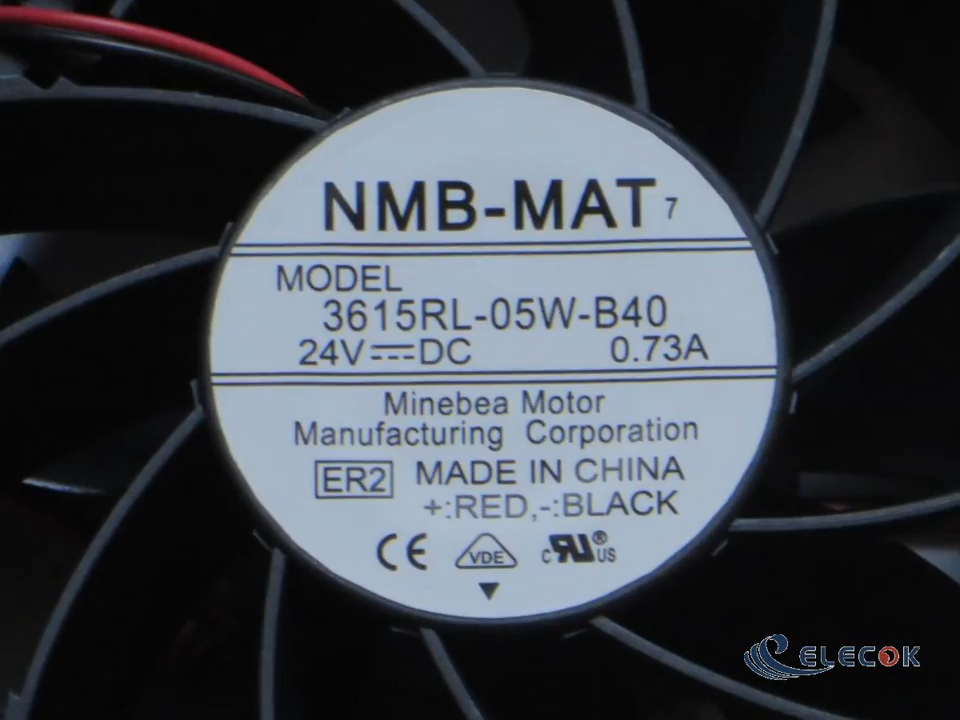 NMB-MAT 7
MODEL
3615RL-05W-B40
24V⎓DC 0.73A
Minebea Motor
Manufacturing Corporation
ER2 MADE IN CHINA
+:RED,-:BLACK
CE VDE c RU ® US
ELECOK